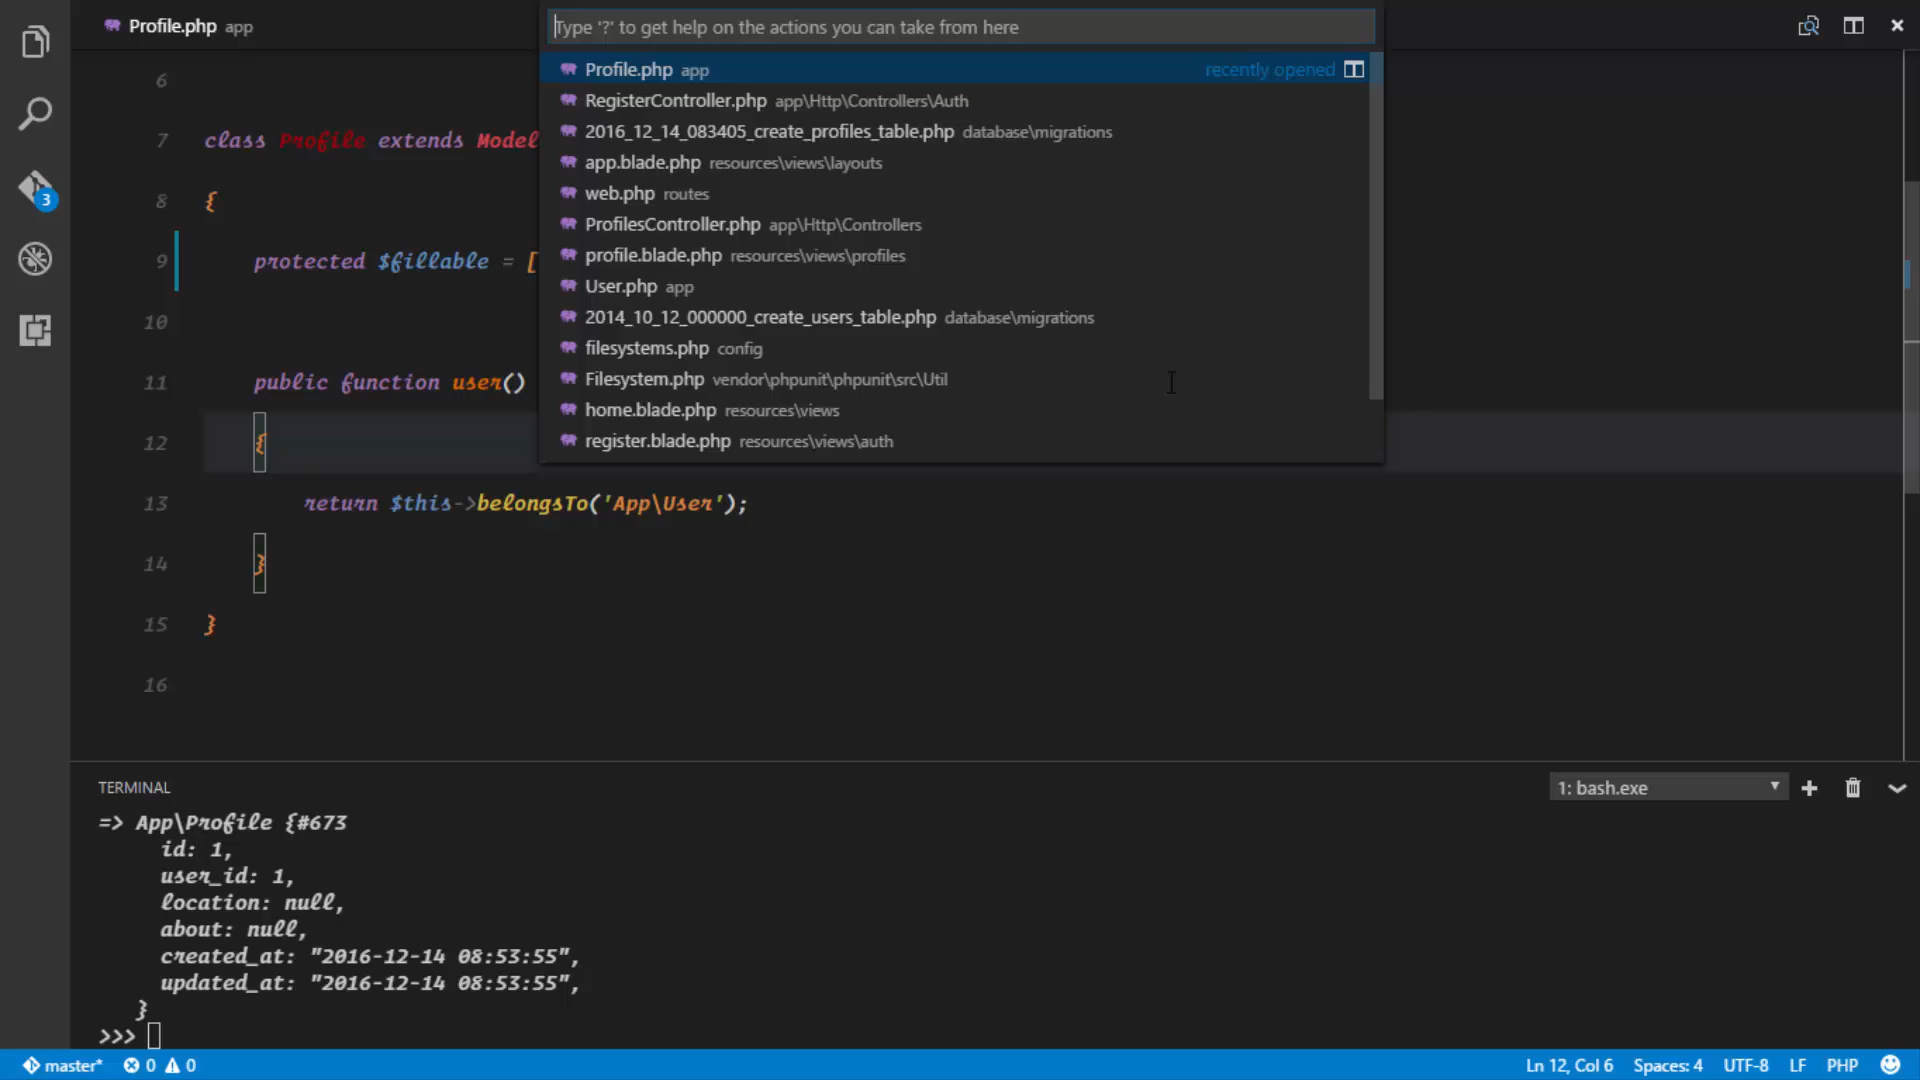 Profile.php app
Type '?' to get help on the actions you can take from here
Profile.php app recently opened
RegisterController.php app\Http\Controllers\Auth
2016_12_14_083405_create_profiles_table.php database\migrations
app.blade.php resources\views\layouts
web.php routes
ProfilesController.php app\Http\Controllers
profile.blade.php resources\views\profiles
User.php app
2014_10_12_000000_create_users_table.php database\migrations
filesystems.php config
Filesystem.php vendor\phpunit\phpunit\src\Util
home.blade.php resources\views
register.blade.php resources\views\auth
3
6
7 class Profile extends Model
8 {
9 protected $fillable = [
10
11 public function user()
12 {
13 return $this->belongsTo('App\User');
14 }
15 }
16
TERMINAL
1: bash.exe
=> App\Profile {#673
id: 1,
user_id: 1,
location: null,
about: null,
created_at: "2016-12-14 08:53:55",
updated_at: "2016-12-14 08:53:55",
}
>>>
master* 0 0 Ln 12, Col 6 Spaces: 4 UTF-8 LF PHP